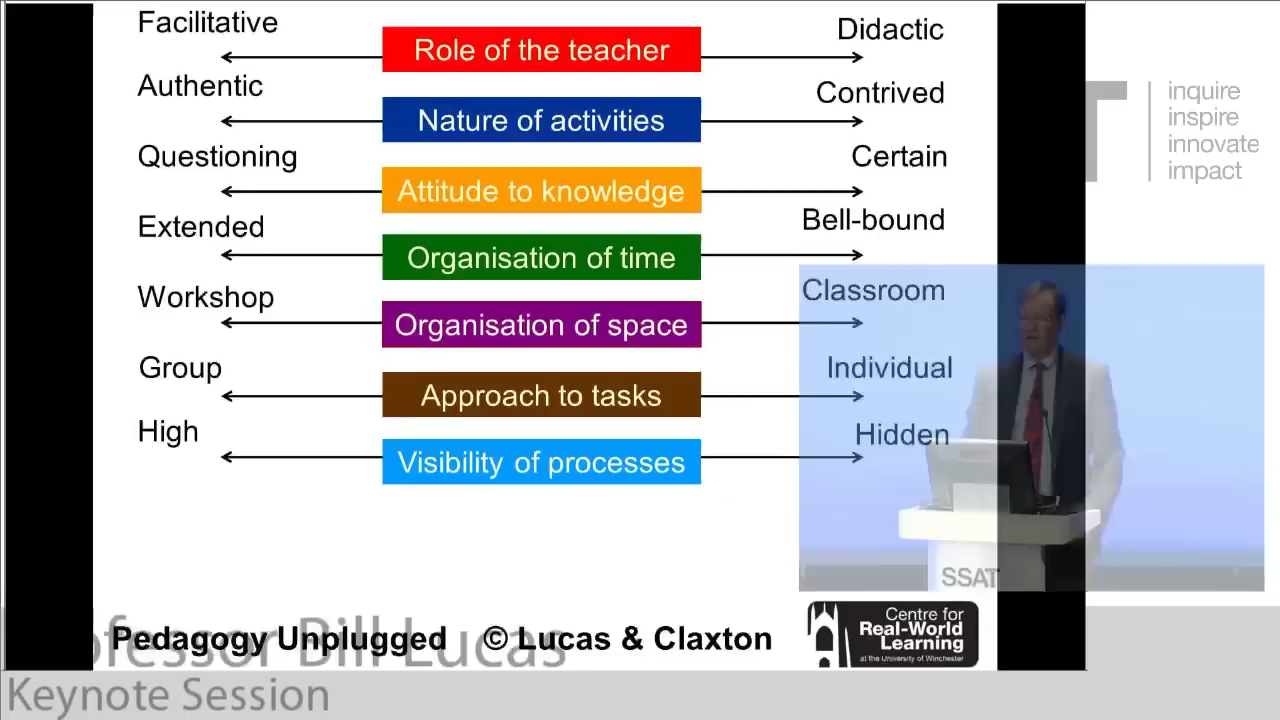 Facilitative
Role of the teacher
Didactic
Authentic
Nature of activities
Contrived
Questioning
Attitude to knowledge
Certain
Extended
Organisation of time
Bell-bound
Workshop
Organisation of space
Classroom
Group
Approach to tasks
Individual
High
Visibility of processes
Hidden
Pedagogy Unplugged © Lucas & Claxton
Centre for
Real-World
Learning
at the University of Winchester
T
inquire
inspire
innovate
impact
SSAT
Professor Bill Lucas
Keynote Session